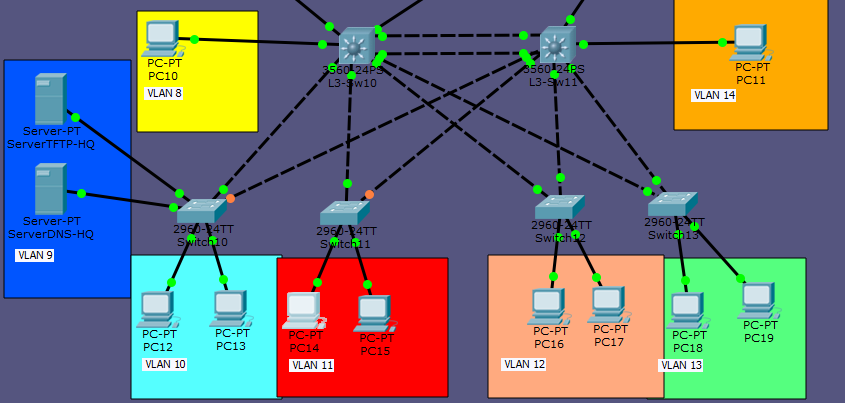 PC-PT
PC10
VLAN 8
3560-24PS
L3-Sw10
3560-24PS
L3-Sw11
PC-PT
PC11
VLAN 14
Server-PT
ServerTFTP-HQ
Server-PT
ServerDNS-HQ
VLAN 9
2960-24TT
Switch10
2960-24TT
Switch11
2960-24TT
Switch12
2960-24TT
Switch13
PC-PT
PC12
PC-PT
PC13
VLAN 10
PC-PT
PC14
PC-PT
PC15
VLAN 11
PC-PT
PC16
PC-PT
PC17
VLAN 12
PC-PT
PC18
PC-PT
PC19
VLAN 13